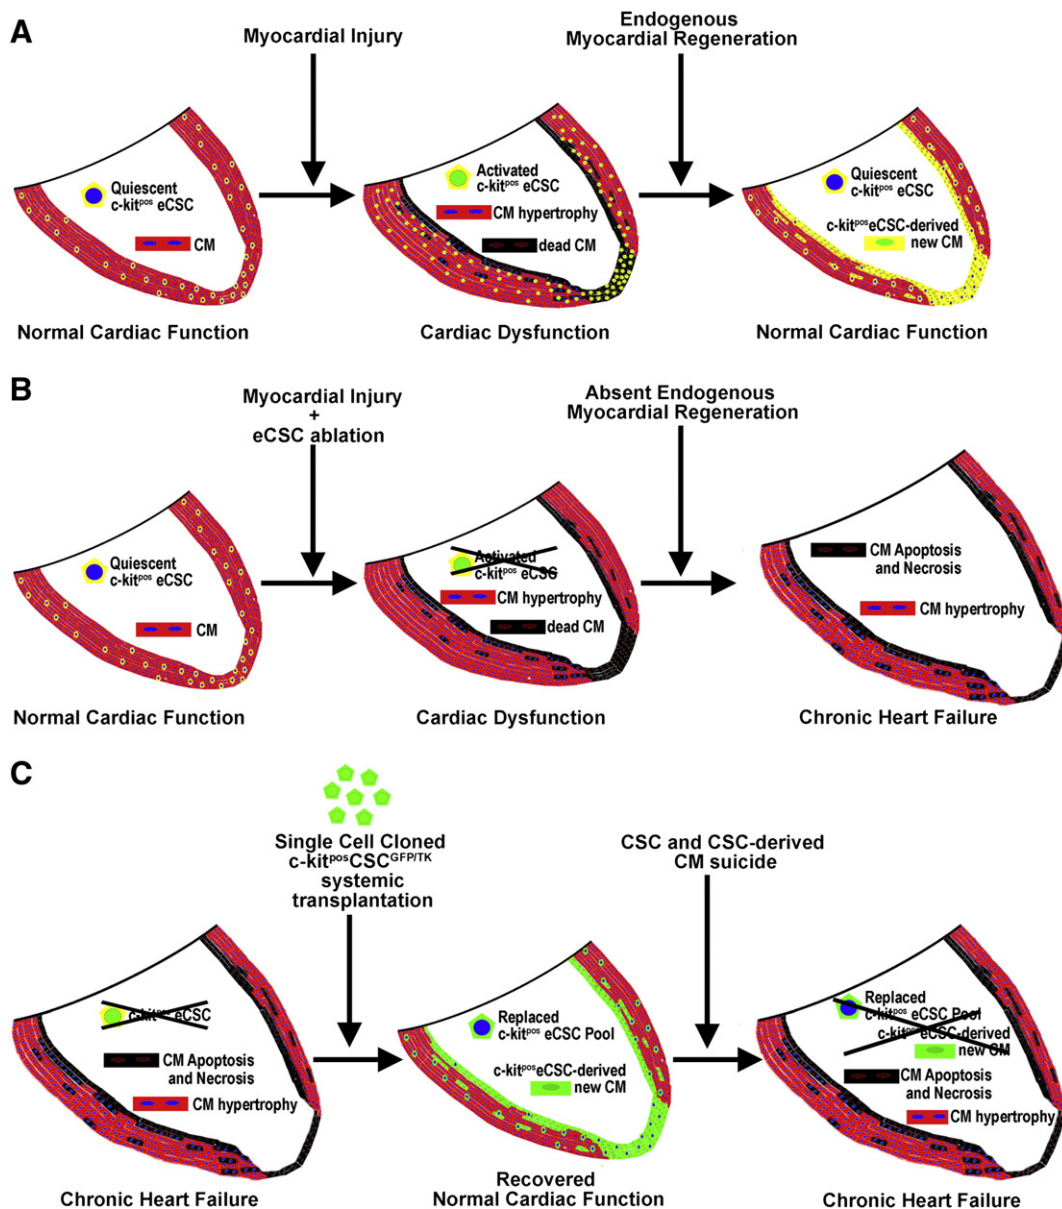 A
Myocardial Injury
Endogenous
Myocardial Regeneration
Quiescent
c-kitpos eCSC
CM
Normal Cardiac Function
Activated
c-kitpos eCSC
CM hypertrophy
dead CM
Cardiac Dysfunction
Quiescent
c-kitpos eCSC
c-kitposeCSC-derived
new CM
Normal Cardiac Function
B
Myocardial Injury
+
eCSC ablation
Absent Endogenous
Myocardial Regeneration
Quiescent
c-kitpos eCSC
CM
Normal Cardiac Function
Activated
c-kitpos eCSC
CM hypertrophy
dead CM
Cardiac Dysfunction
CM Apoptosis
and Necrosis
CM hypertrophy
Chronic Heart Failure
C
Single Cell Cloned
c-kitposCSCGFP/TK
systemic
transplantation
CSC and CSC-derived
CM suicide
c-kitpos eCSC
CM Apoptosis
and Necrosis
CM hypertrophy
Chronic Heart Failure
Replaced
c-kitpos eCSC Pool
c-kitposeCSC-derived
new CM
Recovered
Normal Cardiac Function
Replaced
c-kitpos eCSC Pool
c-kitposeCSC-derived
new CM
CM Apoptosis
and Necrosis
CM hypertrophy
Chronic Heart Failure